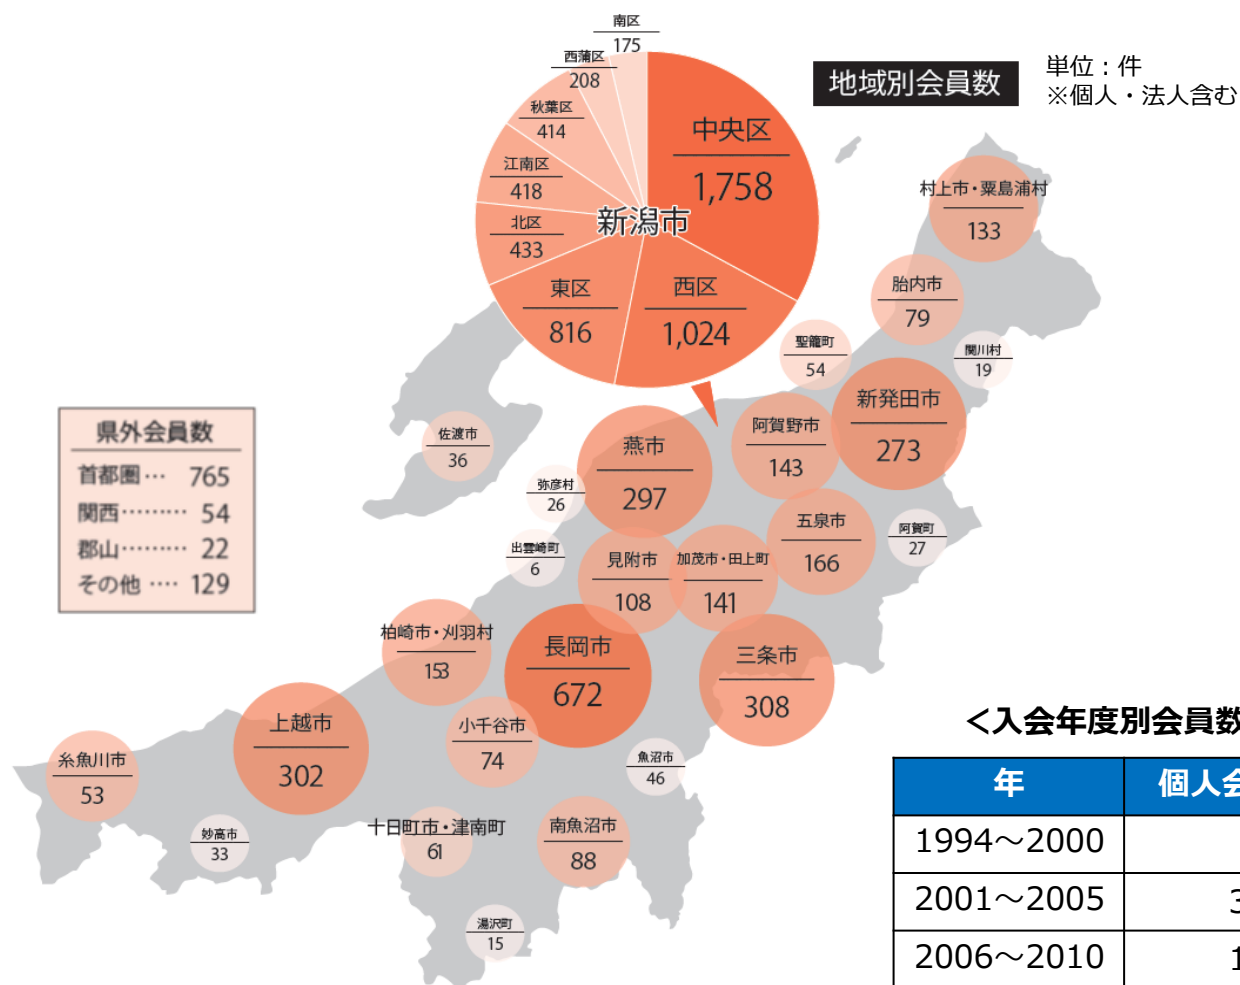 南区
175
西蒲区
208
秋葉区
414
江南区
418
北区
433
東区
816
西区
1,024
中央区
1,758
新潟市
地域別会員数
単位：件
※個人・法人含む
村上市・粟島浦村
133
胎内市
79
関川村
19
聖籠町
54
新発田市
273
阿賀野市
143
燕市
297
佐渡市
36
弥彦村
26
五泉市
166
阿賀町
27
出雲崎町
6
見附市
108
加茂市・田上町
141
県外会員数
首都圏… 765
関西……… 54
郡山……… 22
その他 …. 129
柏崎市・刈羽村
153
長岡市
672
三条市
308
上越市
302
小千谷市
74
糸魚川市
53
魚沼市
46
妙高市
33
十日町市・津南町
61
南魚沼市
88
湯沢町
15
＜入会年度別会員数
年 個人会
1994～2000
2001～2005 3
2006～2010 1